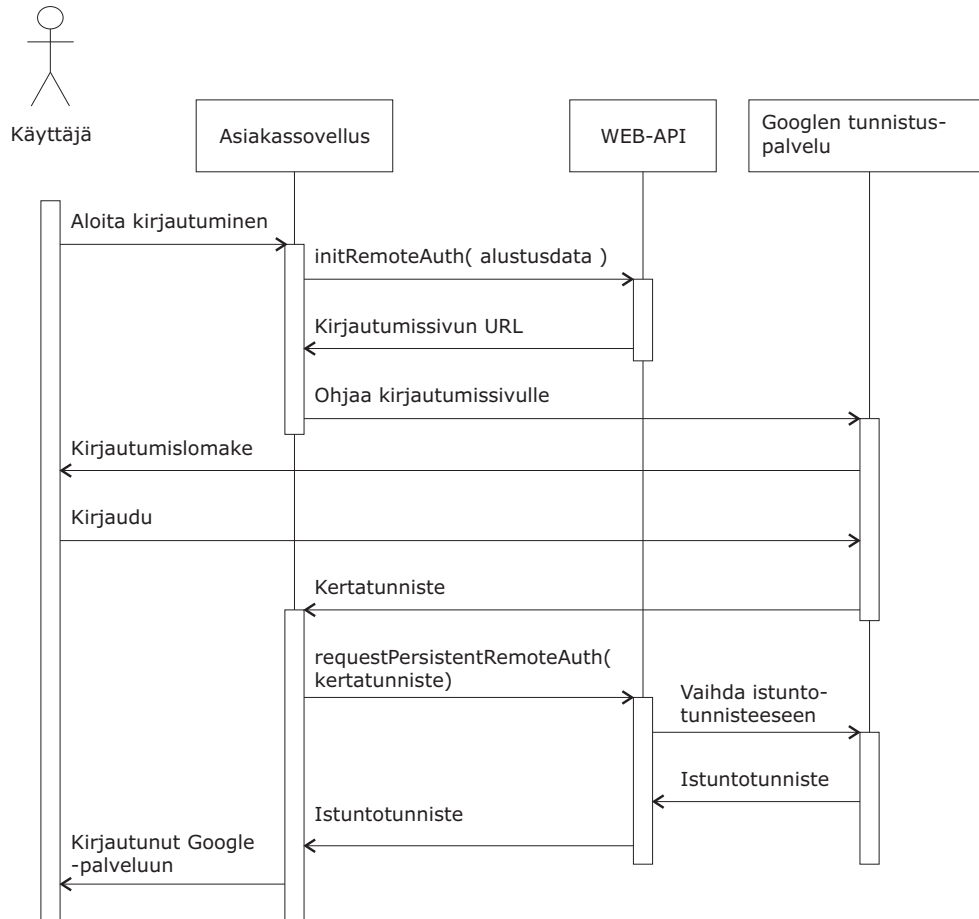 Käyttäjä
Asiakassovellus
WEB-API
Googlen tunnistus-
palvelu
Aloita kirjautuminen
initRemoteAuth( alustusdata )
Kirjautumissivun URL
Ohjaa kirjautumissivulle
Kirjautumislomake
Kirjaudu
Kertatunniste
requestPersistentRemoteAuth(
kertatunniste)
Vaihda istunto-
tunnisteeseen
Istuntotunniste
Istuntotunniste
Kirjautunut Google
-palveluun